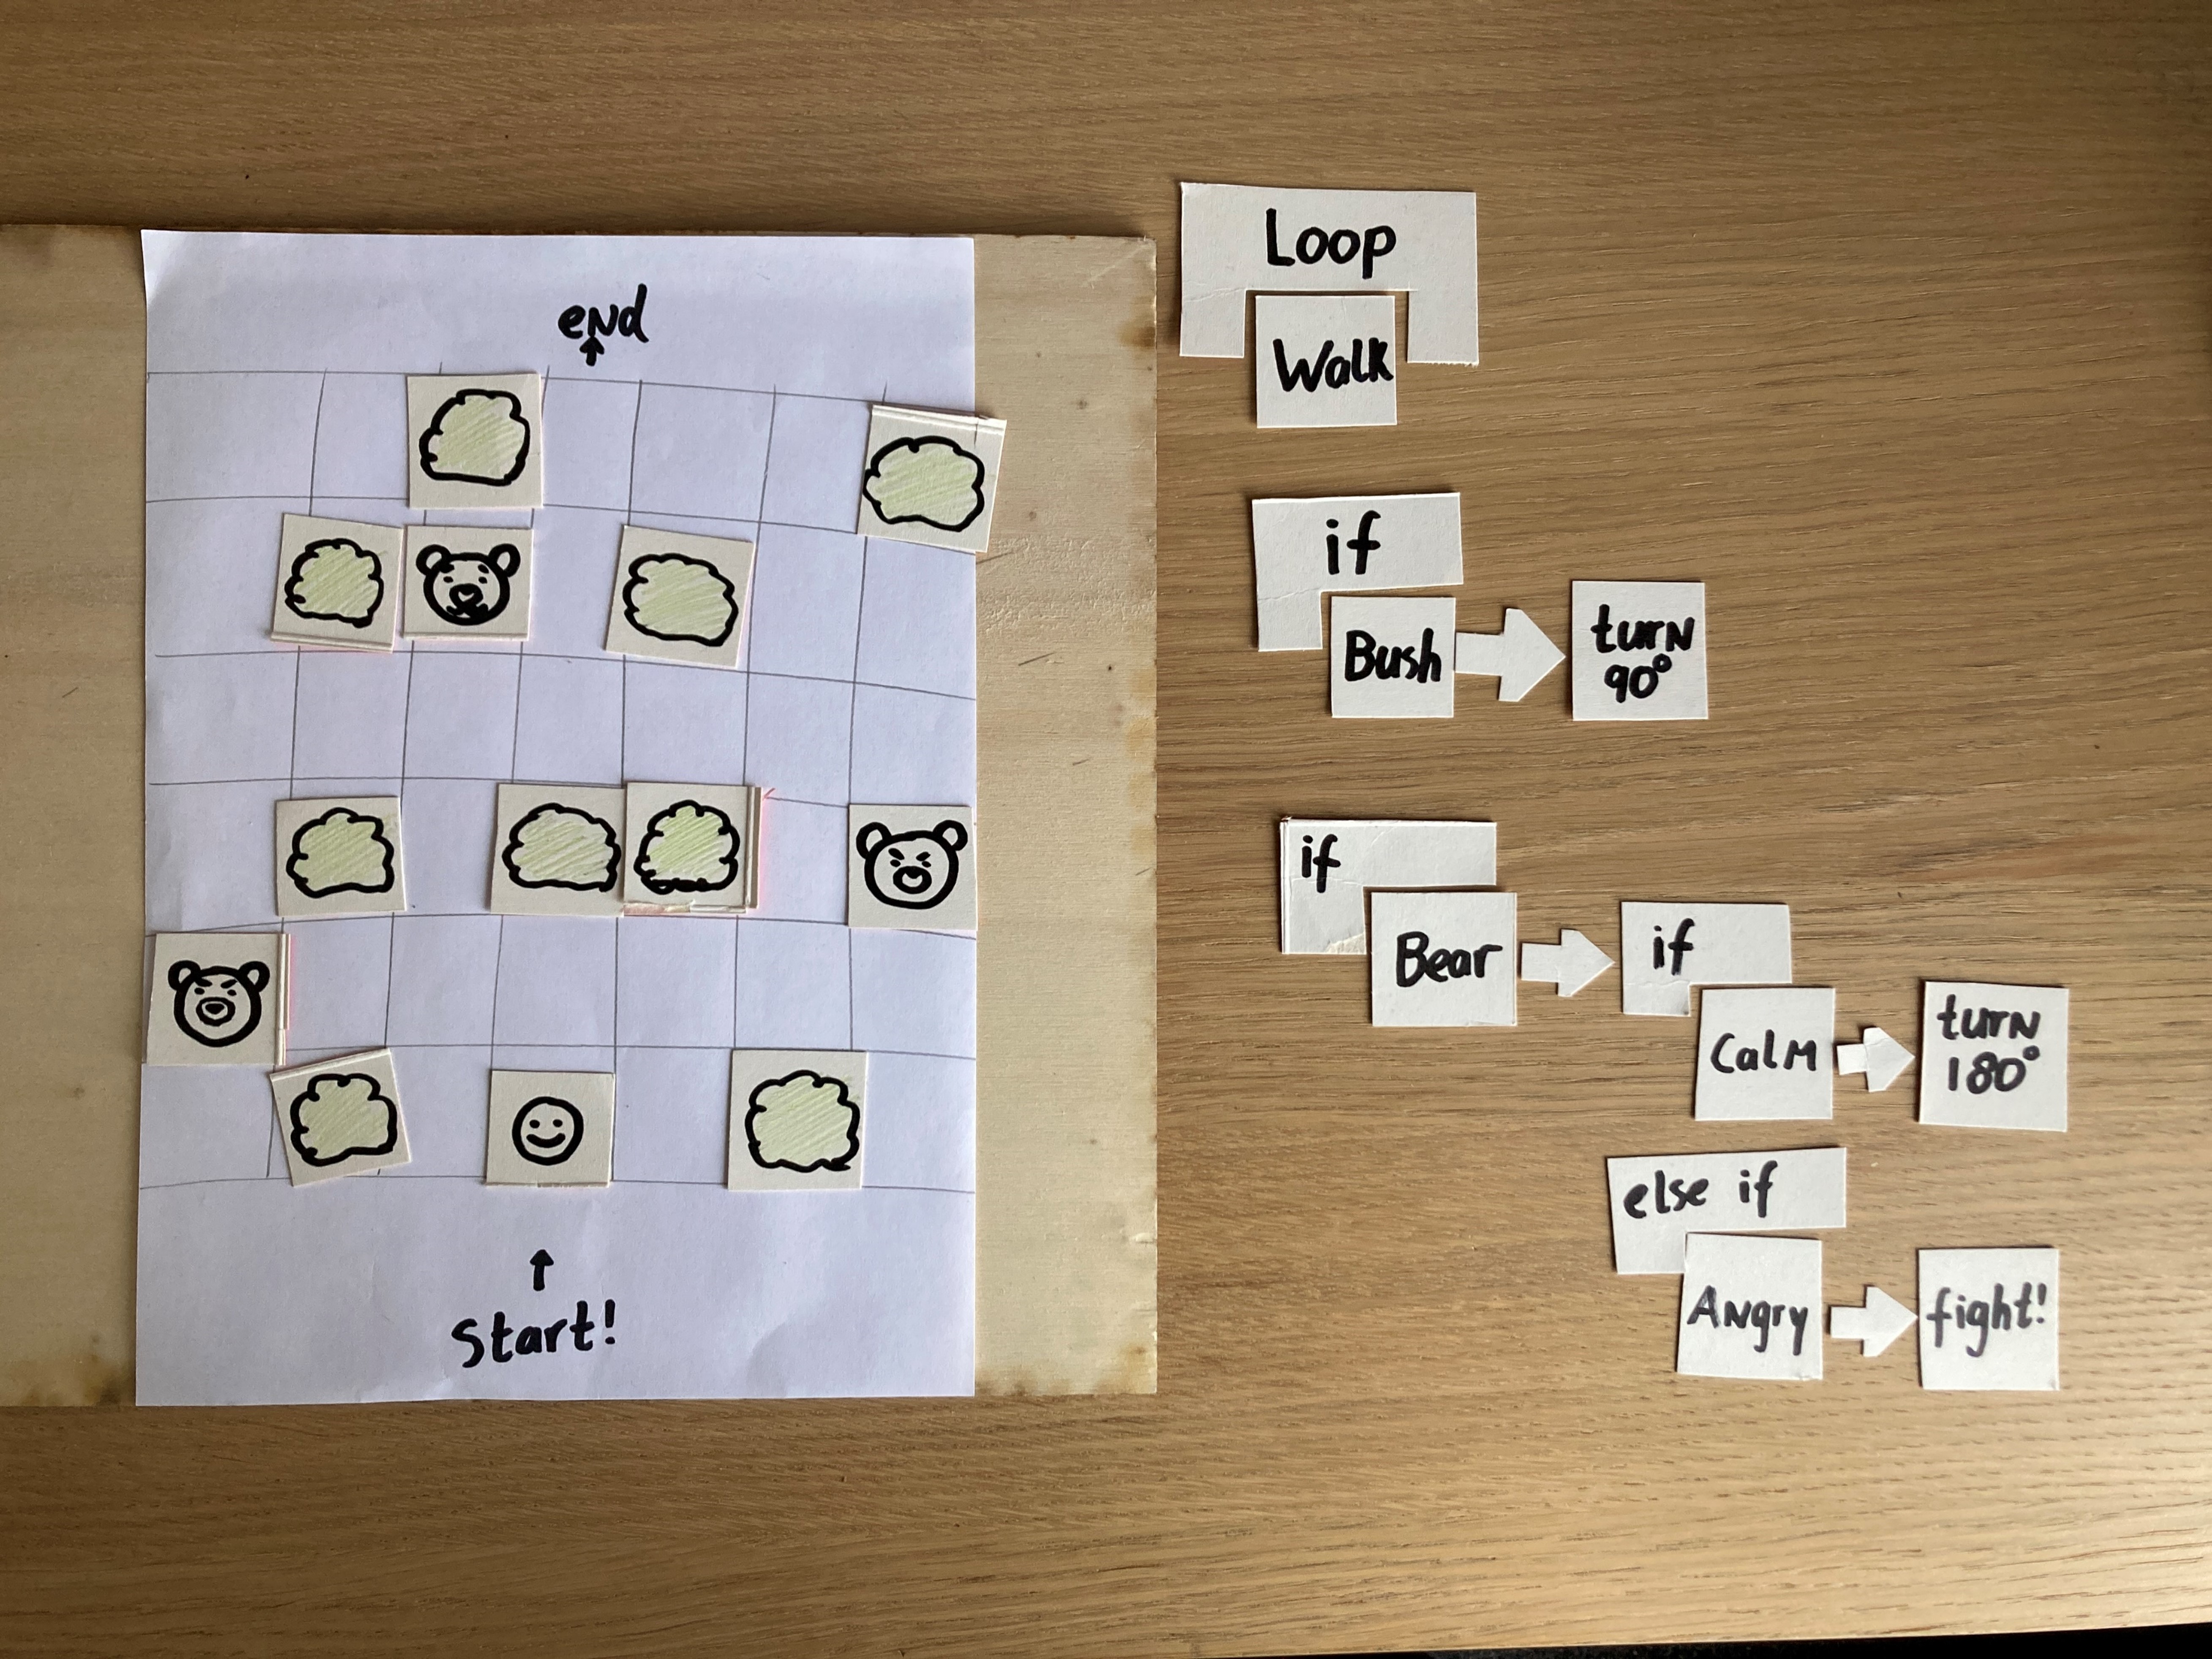 end
Start!
Loop
Walk
if
Bush
turn
90°
if
Bear
if
Calm
turn
180°
else if
Angry
fight!